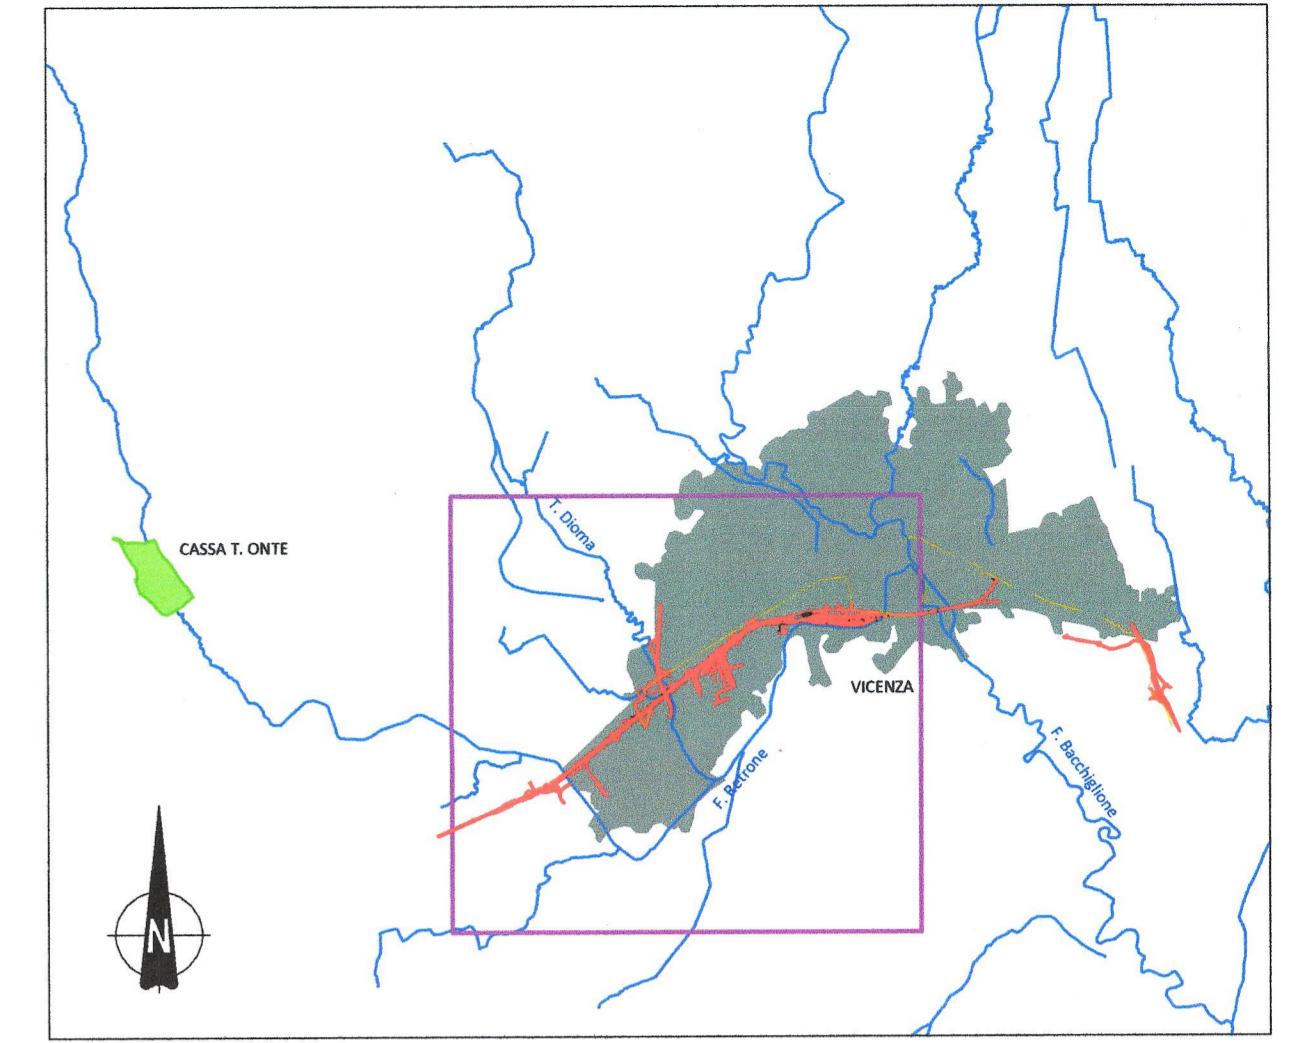 T. Dioma
CASSA T. ONTE
VICENZA
F. Retrone
F. Bacchiglione
N